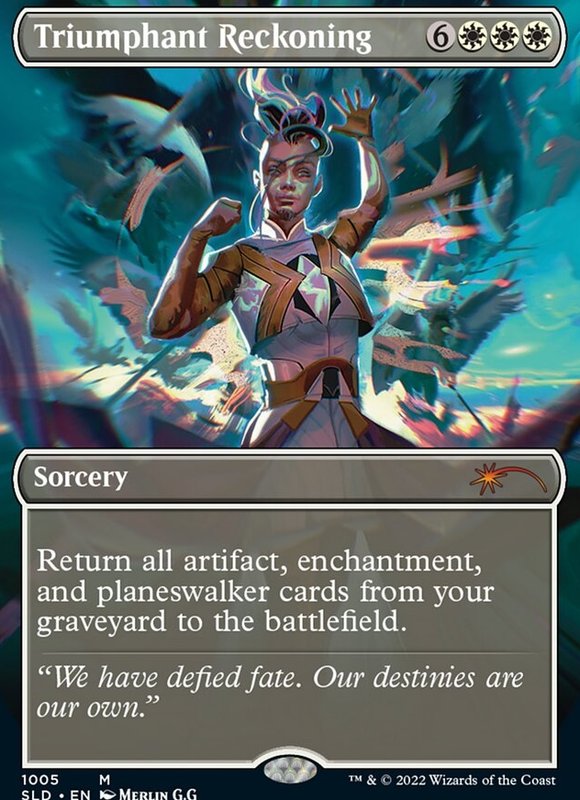 Triumphant Reckoning 6
Sorcery
Return all artifact, enchantment,
and planeswalker cards from your
graveyard to the battlefield.
“We have defied fate. Our destinies are
our own.”
1005 M
SLD • EN Merlin G.G
™ & © 2022 Wizards of the Coast